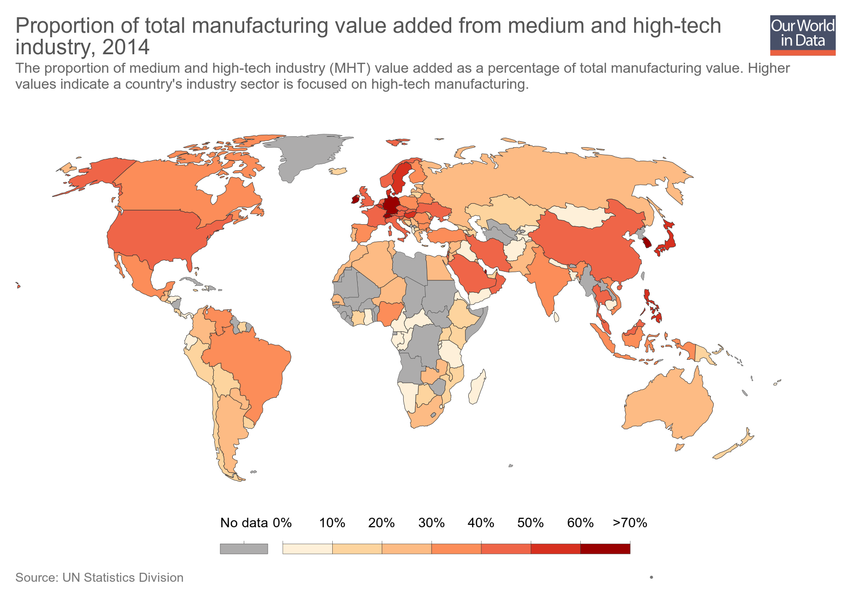 Proportion of total manufacturing value added from medium and high-tech
industry, 2014
Our World
in Data
The proportion of medium and high-tech industry (MHT) value added as a percentage of total manufacturing value. Higher
values indicate a country's industry sector is focused on high-tech manufacturing.
No data 0% 10% 20% 30% 40% 50% 60% >70%
Source: UN Statistics Division